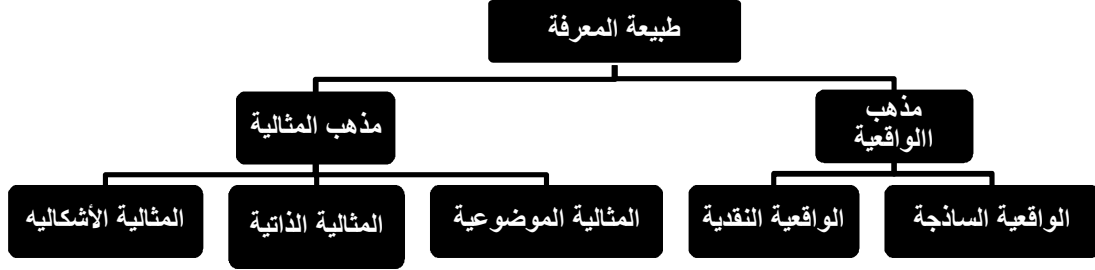 طبيعة المعرفة
مذهب
االواقعية
مذهب المثالية
الواقعية الساذجة
الواقعية النقدية
المثالية الموضوعية
المثالية الذاتية
المثالية الأشكاليه